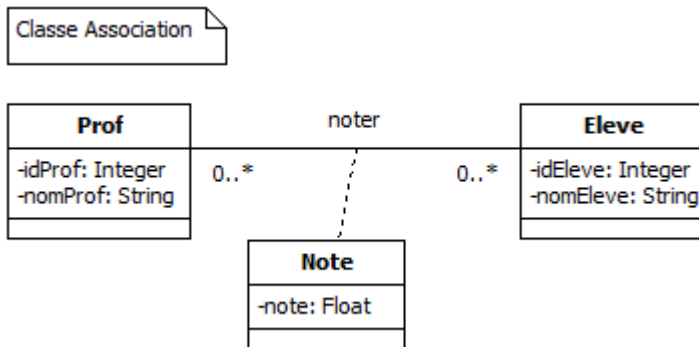 Classe Association
Prof
noter
Eleve
-idProf: Integer
-nomProf: String
0..*
0..*
-idEleve: Integer
-nomEleve: String
Note
-note: Float